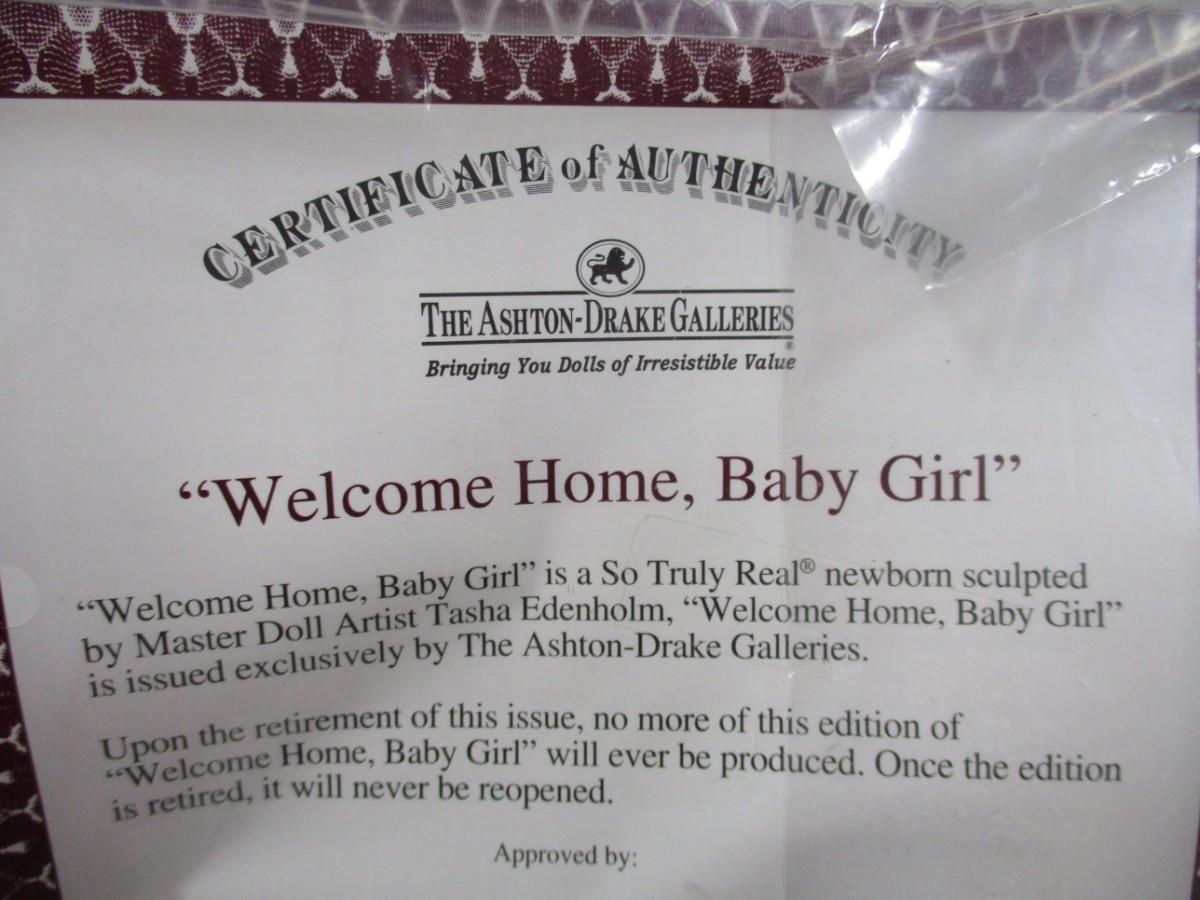 CERTIFICATE of AUTHENTICITY
THE ASHTON-DRAKE GALLERIES
®
Bringing You Dolls of Irresistible Value
“Welcome Home, Baby Girl”
“Welcome Home, Baby Girl” is a So Truly Real® newborn sculpted
by Master Doll Artist Tasha Edenholm, “Welcome Home, Baby Girl”
is issued exclusively by The Ashton-Drake Galleries.
Upon the retirement of this issue, no more of this edition of
“Welcome Home, Baby Girl” will ever be produced. Once the edition
is retired, it will never be reopened.
Approved by: